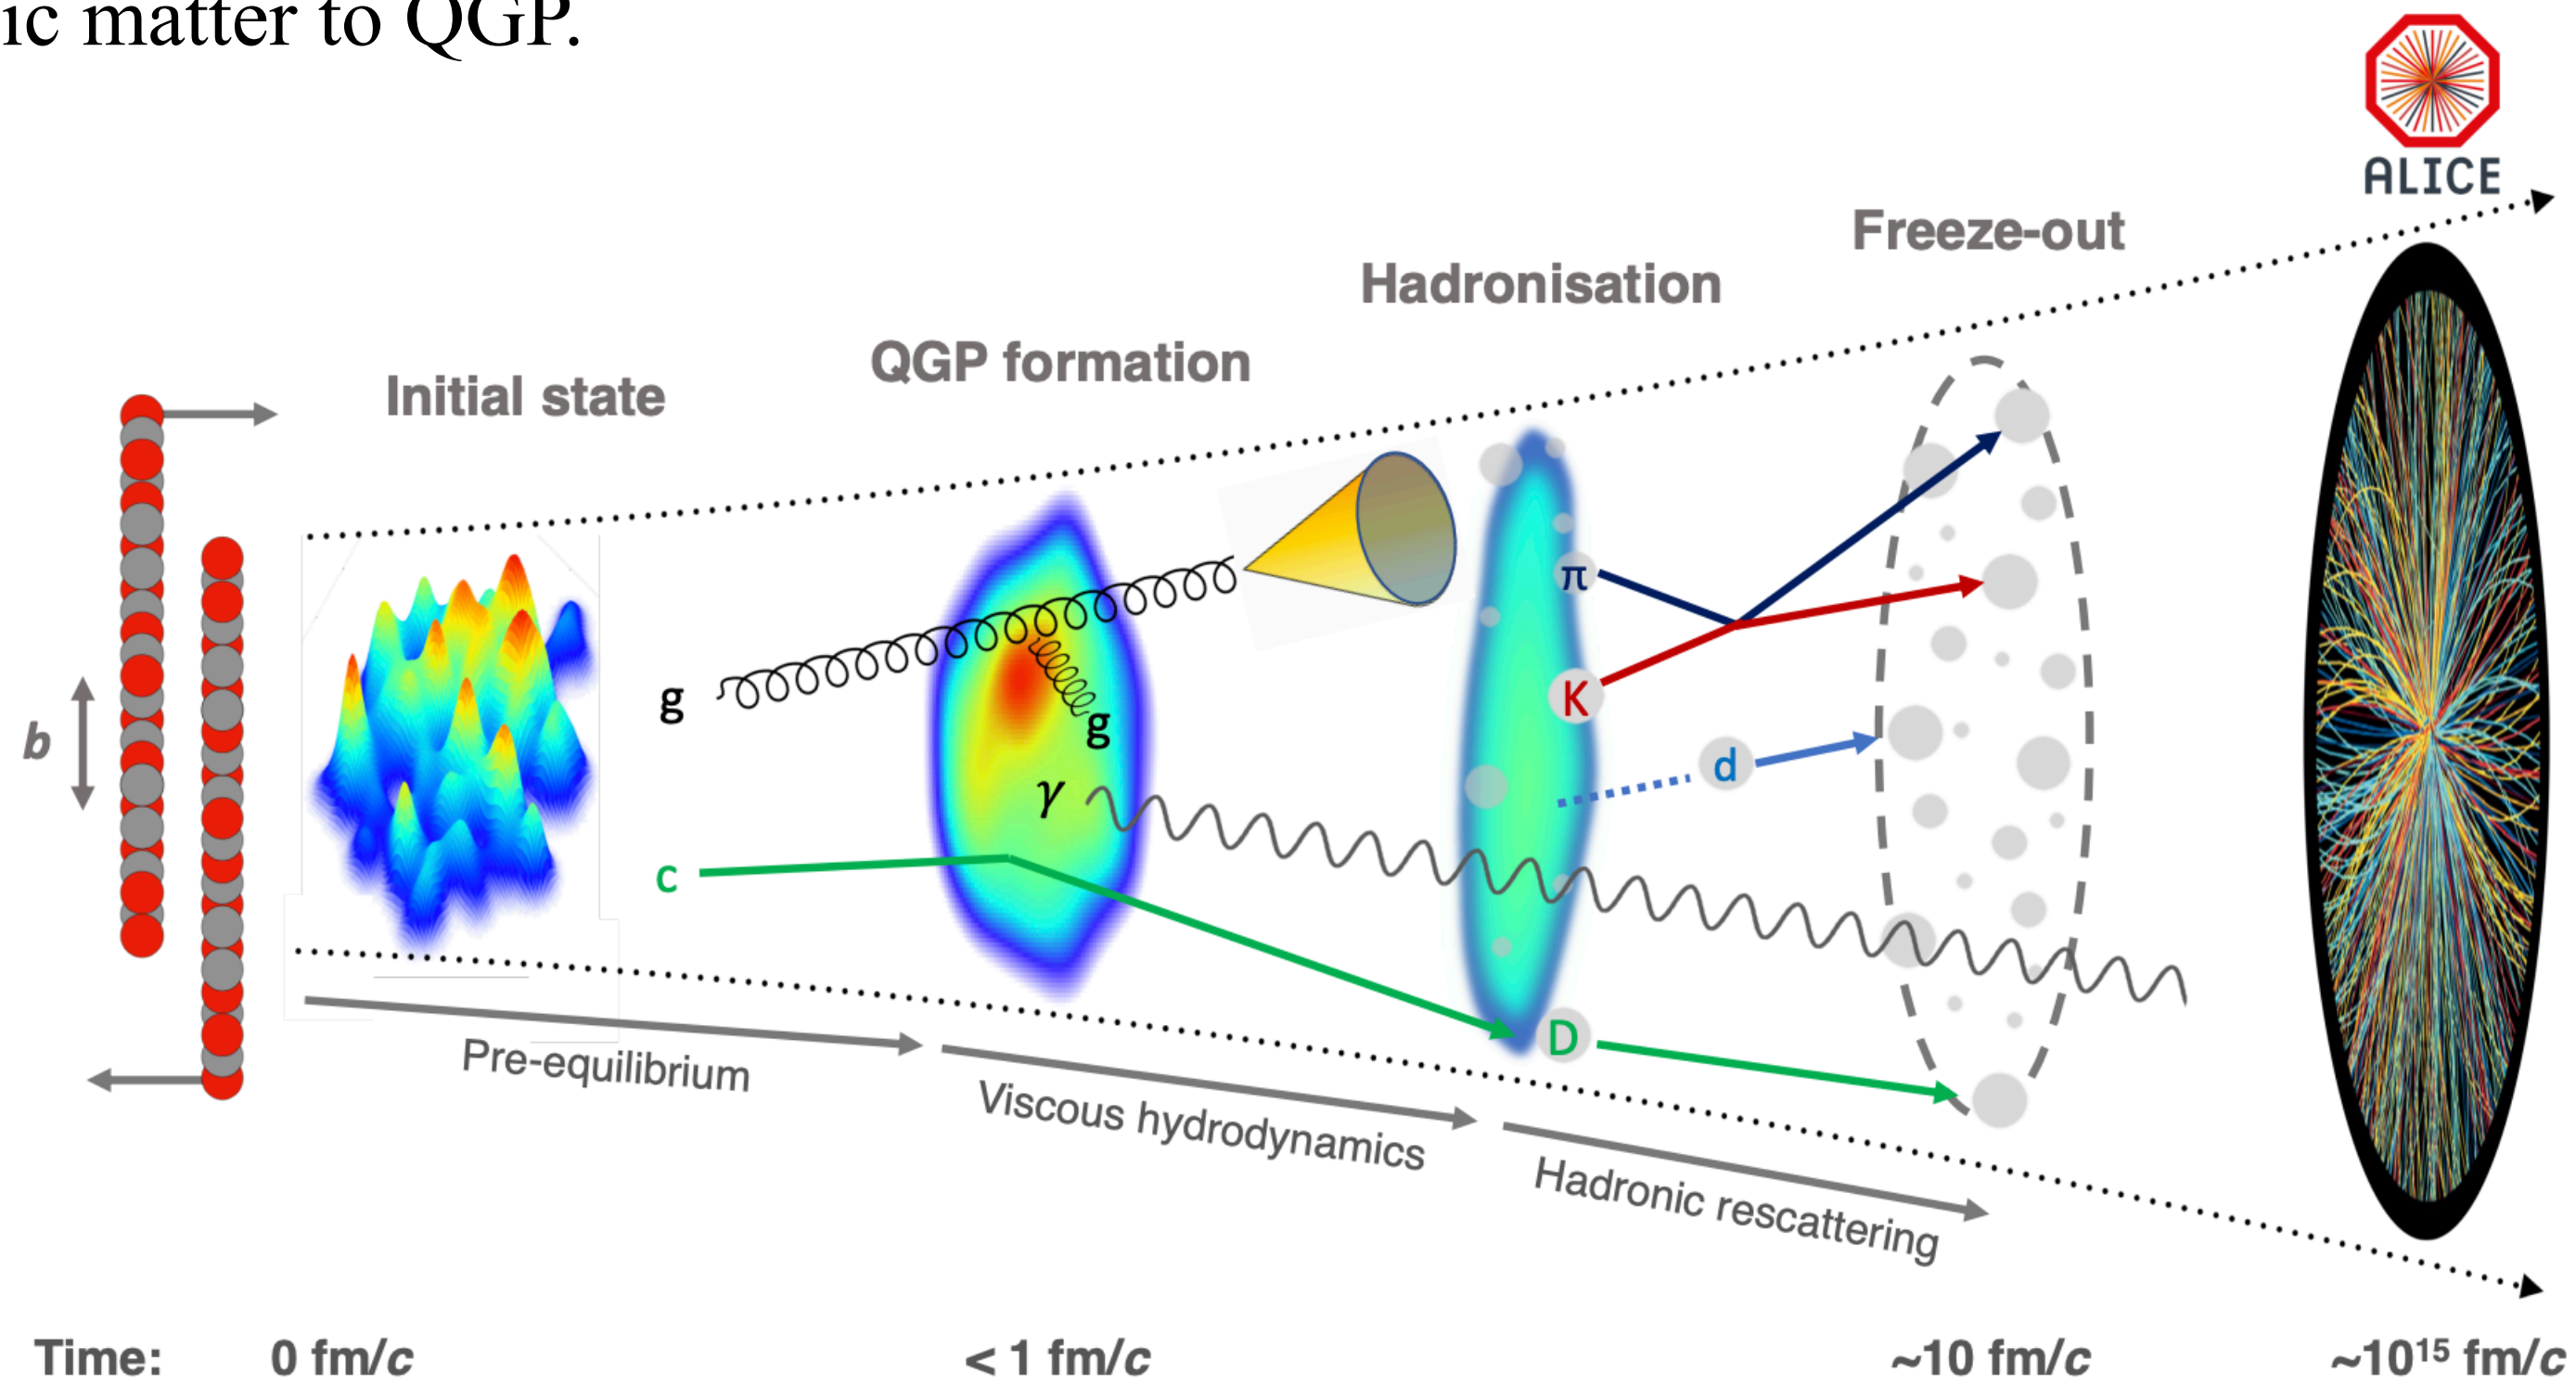 ic matter to QGP.
ALICE
Freeze-out
Hadronisation
QGP formation
Initial state
π
g
K
g
b
d
γ
c
D
Pre-equilibrium
Viscous hydrodynamics
Hadronic rescattering
Time: 0 fm/c < 1 fm/c ~10 fm/c ~10¹⁵ fm/c